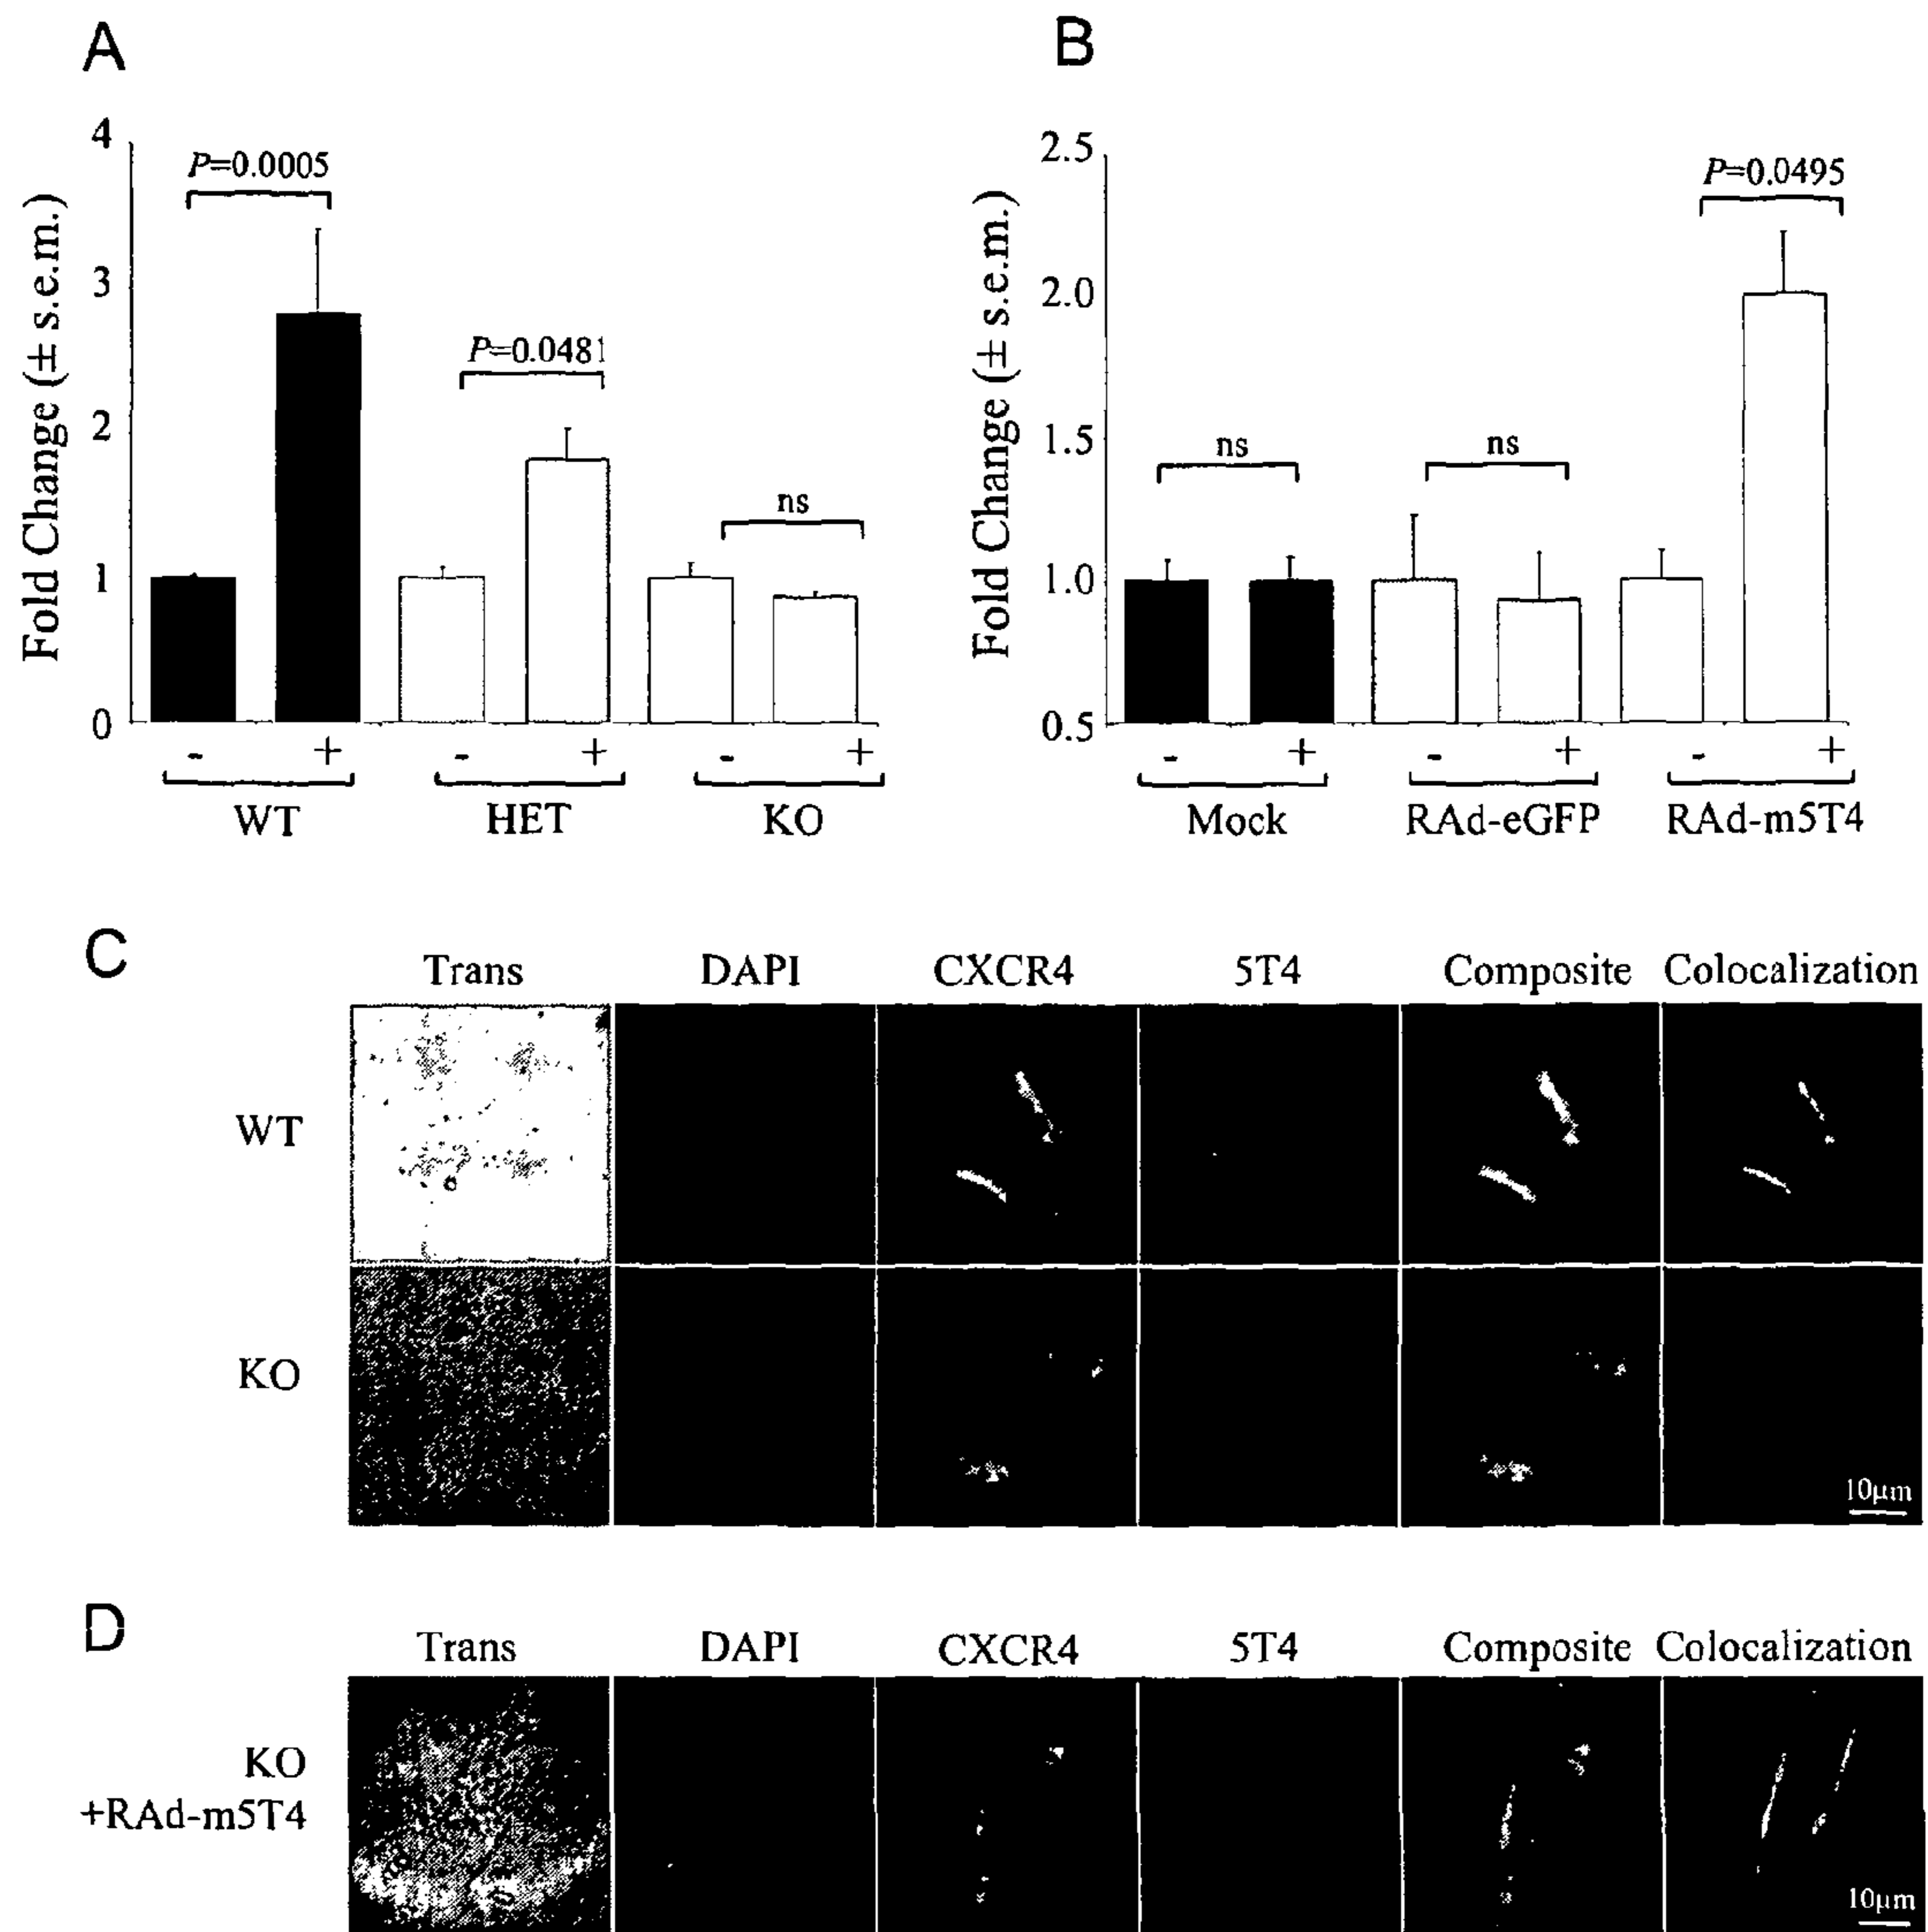 A
Fold Change (± s.e.m.)
4
3
2
1
0
P=0.0005
P=0.0481
ns
- + - + - +
WT HET KO
B
Fold Change (± s.e.m.)
2.5
2.0
1.5
1.0
0.5
ns
ns
P=0.0495
- + - + - +
Mock RAd-eGFP RAd-m5T4
C
Trans DAPI CXCR4 5T4 Composite Colocalization
WT
KO
10μm
D
Trans DAPI CXCR4 5T4 Composite Colocalization
KO
+RAd-m5T4
10μm